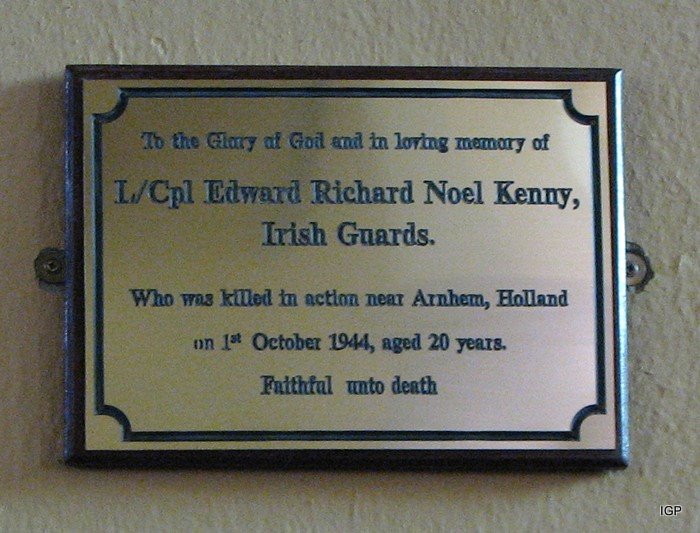 To the Glory of God and in loving memory of
L/Cpl Edward Richard Noel Kenny,
Irish Guards.
Who was killed in action near Arnhem, Holland
on 1st October 1944, aged 20 years.
Faithful unto death
IGP